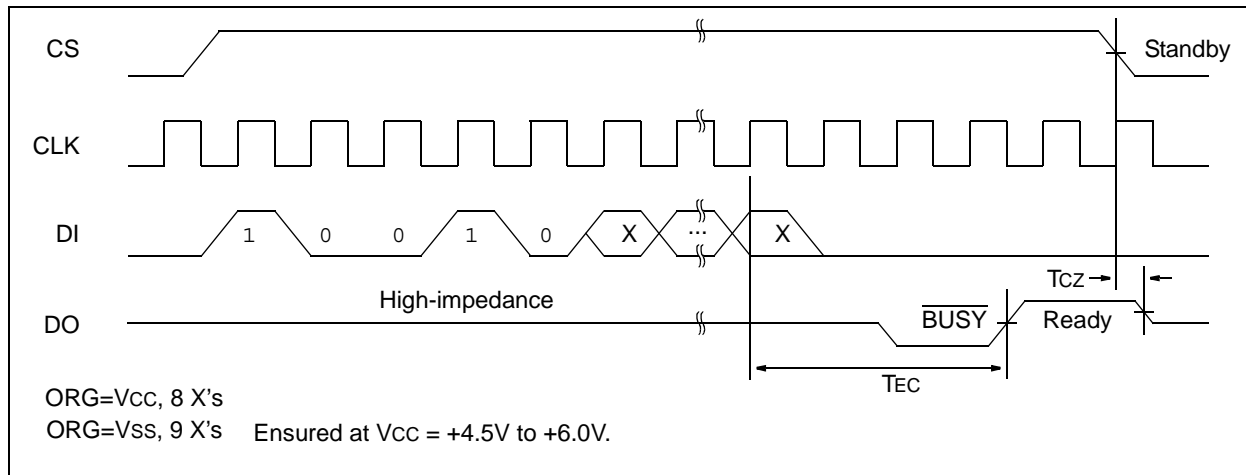 CS
Standby
CLK
DI
1 0 0 1 0 X ... X
TCZ
High-impedance
DO
BUSY
Ready
TEC
ORG=VCC, 8 X's
ORG=VSS, 9 X's Ensured at VCC = +4.5V to +6.0V.